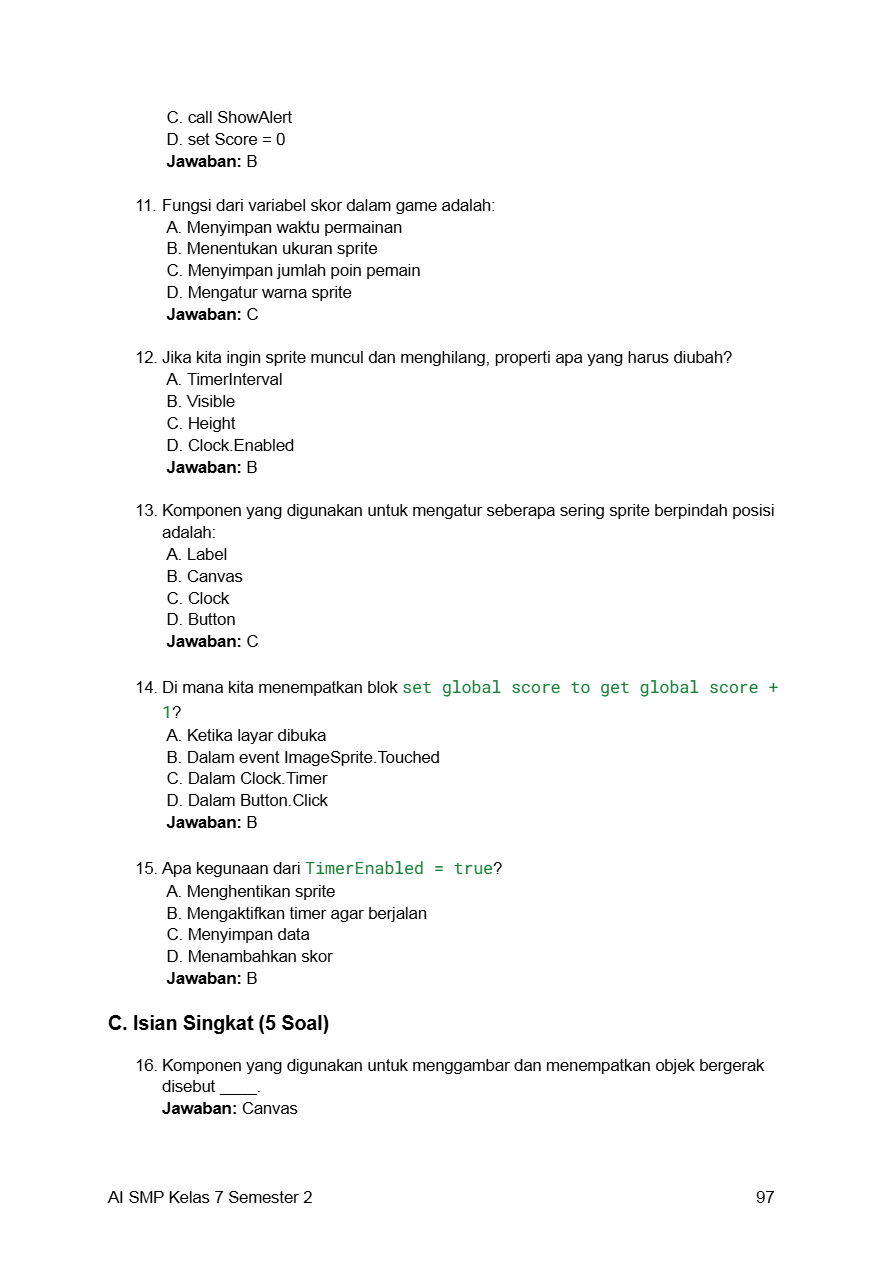 C. call ShowAlert
D. set Score = 0
Jawaban: B
11. Fungsi dari variabel skor dalam game adalah:
A. Menyimpan waktu permainan
B. Menentukan ukuran sprite
C. Menyimpan jumlah poin pemain
D. Mengatur warna sprite
Jawaban: C
12. Jika kita ingin sprite muncul dan menghilang, properti apa yang harus diubah?
A. TimerInterval
B. Visible
C. Height
D. Clock.Enabled
Jawaban: B
13. Komponen yang digunakan untuk mengatur seberapa sering sprite berpindah posisi
adalah:
A. Label
B. Canvas
C. Clock
D. Button
Jawaban: C
14. Di mana kita menempatkan blok set global score to get global score +
1?
A. Ketika layar dibuka
B. Dalam event ImageSprite.Touched
C. Dalam Clock.Timer
D. Dalam Button.Click
Jawaban: B
15. Apa kegunaan dari TimerEnabled = true?
A. Menghentikan sprite
B. Mengaktifkan timer agar berjalan
C. Menyimpan data
D. Menambahkan skor
Jawaban: B
C. Isian Singkat (5 Soal)
16. Komponen yang digunakan untuk menggambar dan menempatkan objek bergerak
disebut ____.
Jawaban: Canvas
AI SMP Kelas 7 Semester 2 97